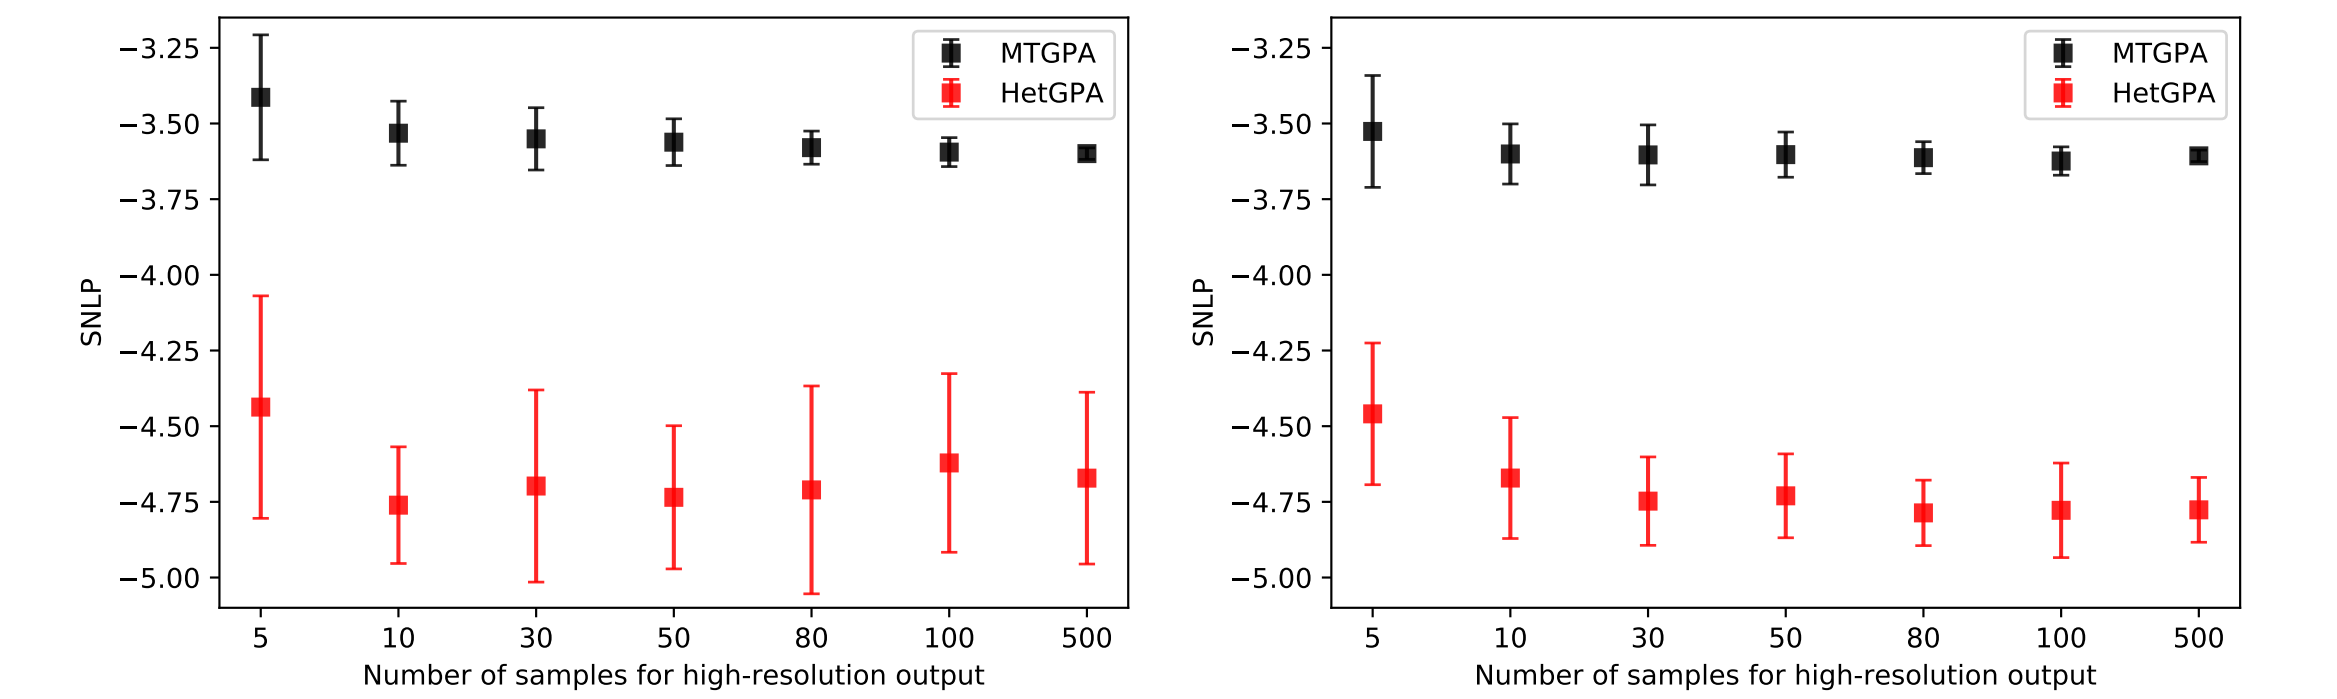 −3.25
−3.50
−3.75
−4.00
−4.25
−4.50
−4.75
−5.00
SNLP
5 10 30 50 80 100 500
Number of samples for high-resolution output
MTGPA
HetGPA
−3.25
−3.50
−3.75
−4.00
−4.25
−4.50
−4.75
−5.00
SNLP
5 10 30 50 80 100 500
Number of samples for high-resolution output
MTGPA
HetGPA